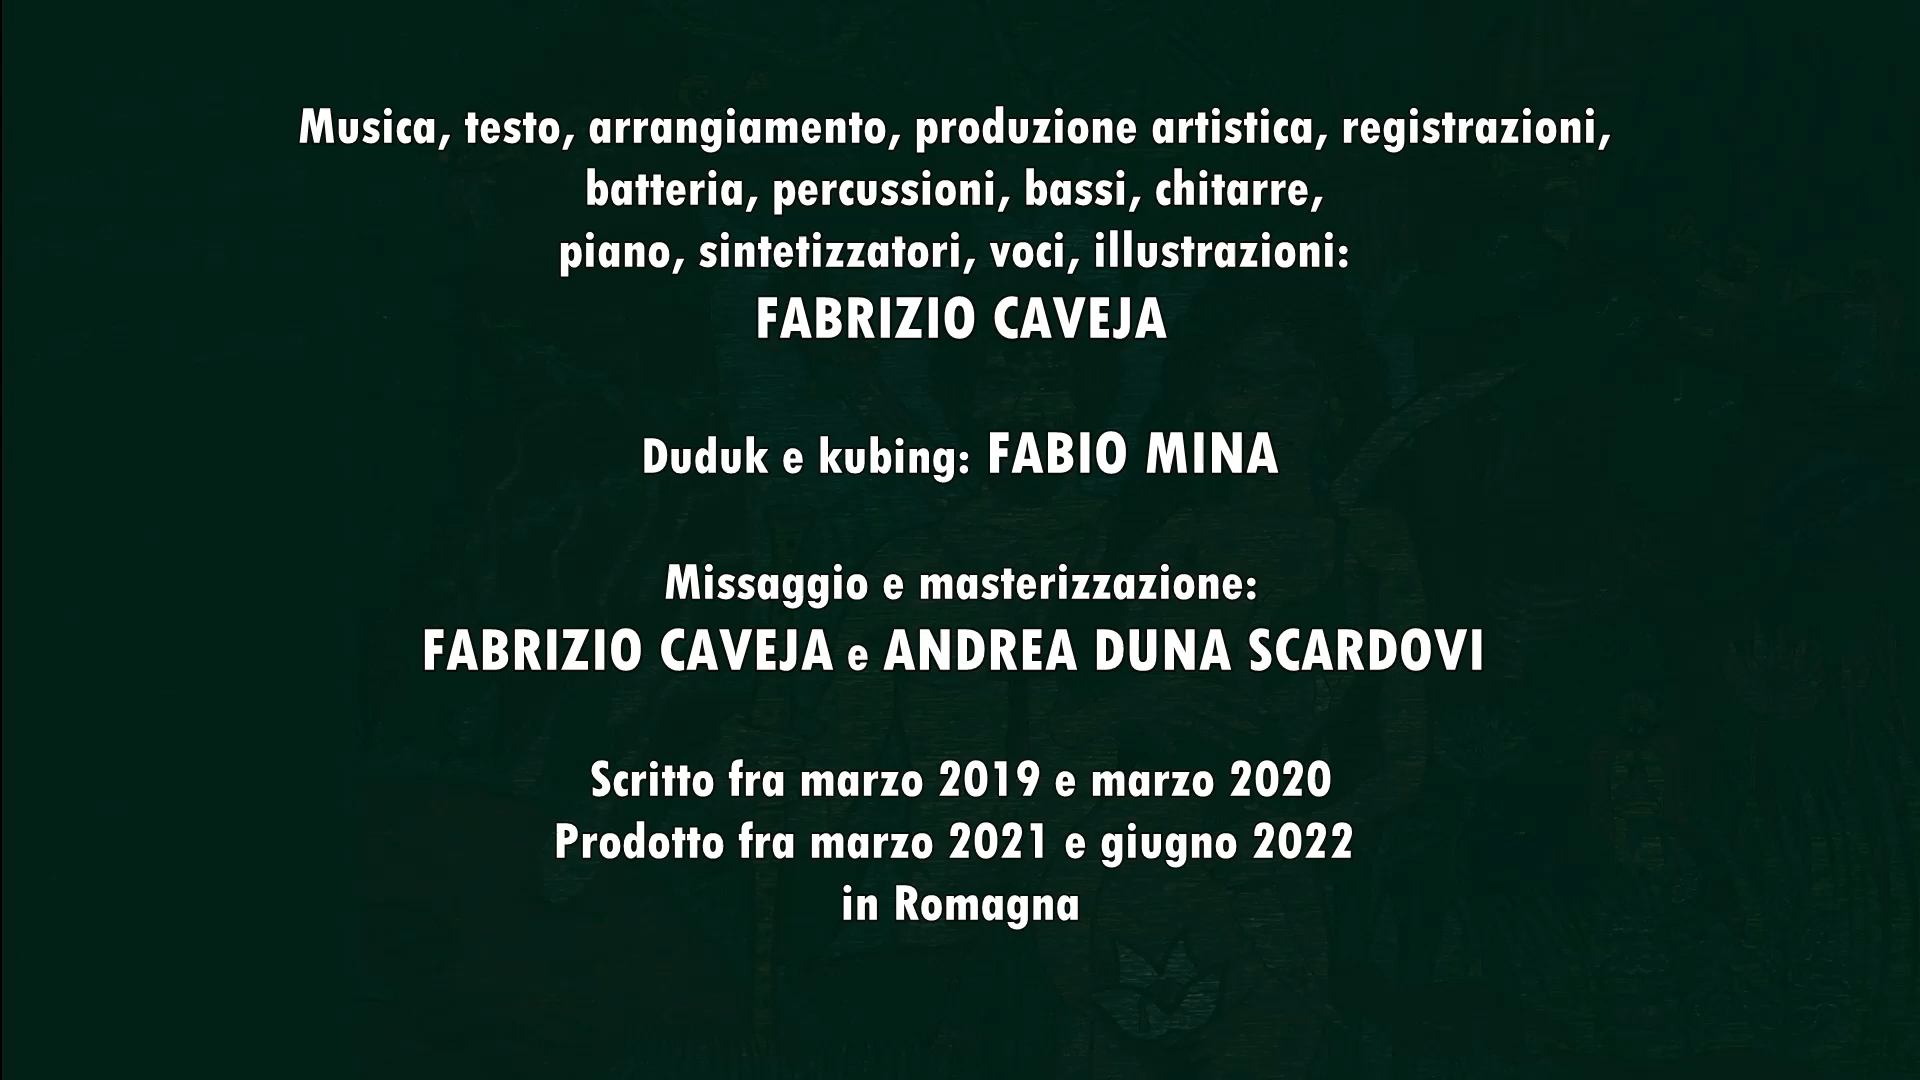 Musica, testo, arrangiamento, produzione artistica, registrazioni,
batteria, percussioni, bassi, chitarre,
piano, sintetizzatori, voci, illustrazioni:
FABRIZIO CAVEJA
Duduk e kubing: FABIO MINA
Missaggio e masterizzazione:
FABRIZIO CAVEJA e ANDREA DUNA SCARDOVI
Scritto fra marzo 2019 e marzo 2020
Prodotto fra marzo 2021 e giugno 2022
in Romagna